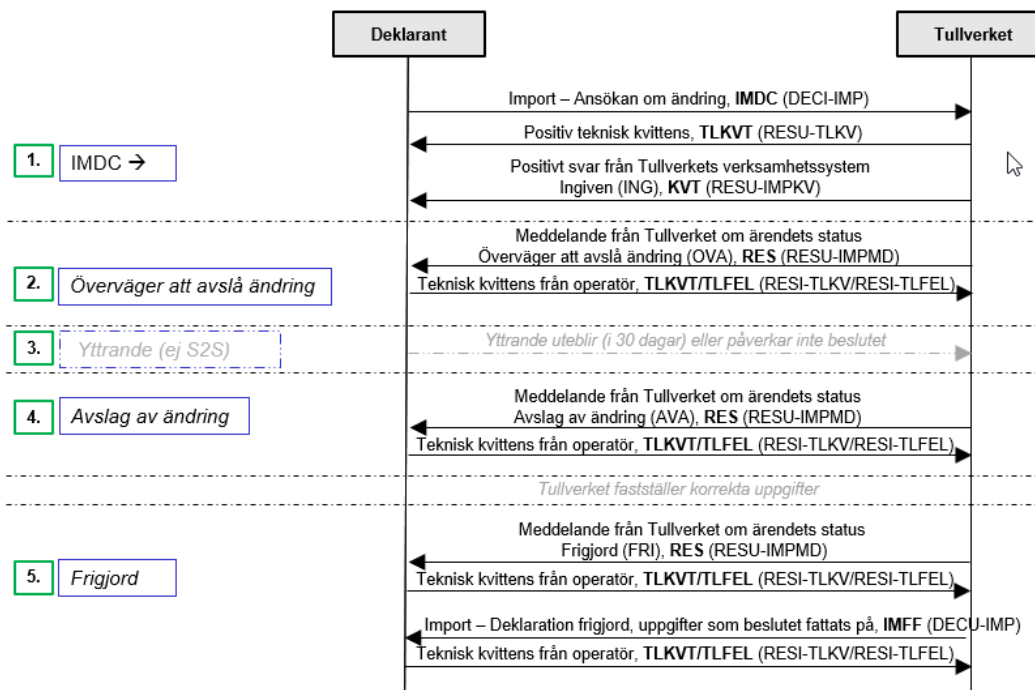 Deklarant
Tullverket
Import – Ansökan om ändring, IMDC (DECI-IMP)
Positiv teknisk kvittens, TLKVT (RESU-TLKV)
1.
IMDC →
Positivt svar från Tullverkets verksamhetssystem
Ingiven (ING), KVT (RESU-IMPKV)
Meddelande från Tullverket om ärendets status
Överväger att avslå ändring (OVA), RES (RESU-IMPMD)
2.
Överväger att avslå ändring
Teknisk kvittens från operatör, TLKVT/TLFEL (RESI-TLKV/RESI-TLFEL)
3.
Yttrande (ej S2S)
Yttrande uteblir (i 30 dagar) eller påverkar inte beslutet
Meddelande från Tullverket om ärendets status
4.
Avslag av ändring
Avslag av ändring (AVA), RES (RESU-IMPMD)
Teknisk kvittens från operatör, TLKVT/TLFEL (RESI-TLKV/RESI-TLFEL)
Tullverket fastställer korrekta uppgifter
Meddelande från Tullverket om ärendets status
Frigjord (FRI), RES (RESU-IMPMD)
5.
Frigjord
Teknisk kvittens från operatör, TLKVT/TLFEL (RESI-TLKV/RESI-TLFEL)
Import – Deklaration frigjord, uppgifter som beslutet fattats på, IMFF (DECU-IMP)
Teknisk kvittens från operatör, TLKVT/TLFEL (RESI-TLKV/RESI-TLFEL)